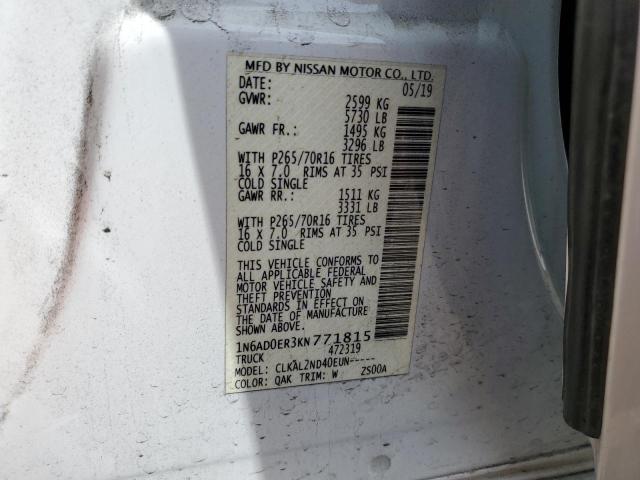 MFD BY NISSAN MOTOR CO., LTD.
DATE: 05/19
GVWR: 2599 KG
5730 LB
GAWR FR.: 1495 KG
3296 LB
WITH P265/70R16 TIRES
16 X 7.0 RIMS AT 35 PSI
COLD SINGLE
GAWR RR.: 1511 KG
3331 LB
WITH P265/70R16 TIRES
16 X 7.0 RIMS AT 35 PSI
COLD SINGLE
THIS VEHICLE CONFORMS TO
ALL APPLICABLE FEDERAL
MOTOR VEHICLE SAFETY AND
THEFT PREVENTION
STANDARDS IN EFFECT ON
THE DATE OF MANUFACTURE
SHOWN ABOVE.
1N6AD0ER3KN771815
TRUCK 472319
MODEL: CLKAL2ND40EUN-----
COLOR: QAK TRIM: W ZS00A